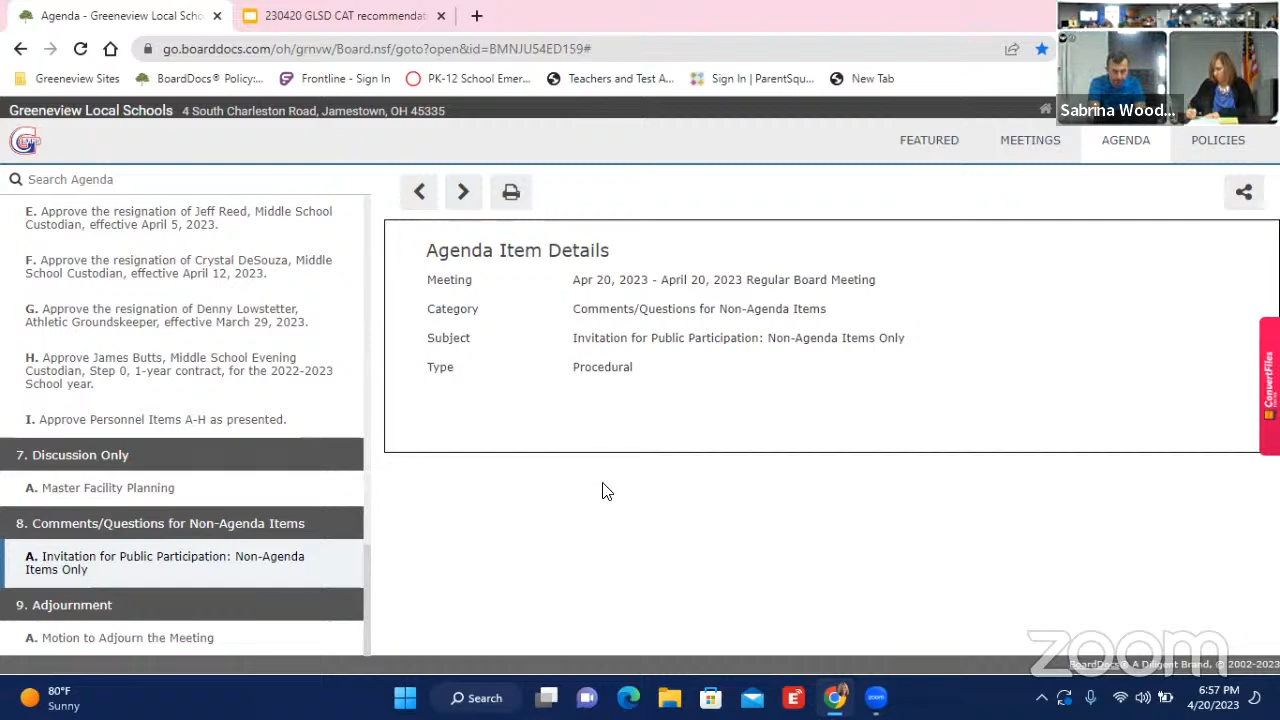 Agenda - Greeneview Local Scho
230420 GLSD CAT recommendat
go.boarddocs.com/oh/grnvw/Board.nsf/goto?open&id=BMNJU54ED159#
Greeneview Sites
BoardDocs® Policy:...
Frontline - Sign In
PK-12 School Emer...
Teachers and Test A...
Sign In | ParentSqu...
New Tab
Sabrina Wood...
Greeneview Local Schools 4 South Charleston Road, Jamestown, OH 45335
FEATURED
MEETINGS
AGENDA
POLICIES
Search Agenda
E. Approve the resignation of Jeff Reed, Middle School
Custodian, effective April 5, 2023.
F. Approve the resignation of Crystal DeSouza, Middle
School Custodian, effective April 12, 2023.
G. Approve the resignation of Denny Lowstetter,
Athletic Groundskeeper, effective March 29, 2023.
H. Approve James Butts, Middle School Evening
Custodian, Step 0, 1-year contract, for the 2022-2023
School year.
I. Approve Personnel Items A-H as presented.
7. Discussion Only
A. Master Facility Planning
8. Comments/Questions for Non-Agenda Items
A. Invitation for Public Participation: Non-Agenda
Items Only
9. Adjournment
A. Motion to Adjourn the Meeting
Agenda Item Details
Meeting Apr 20, 2023 - April 20, 2023 Regular Board Meeting
Category Comments/Questions for Non-Agenda Items
Subject Invitation for Public Participation: Non-Agenda Items Only
Type Procedural
ConvertFiles
zoom
BoardDocs® A Diligent Brand, © 2002-2023
80°F
Sunny
Search
zoom
6:57 PM
4/20/2023